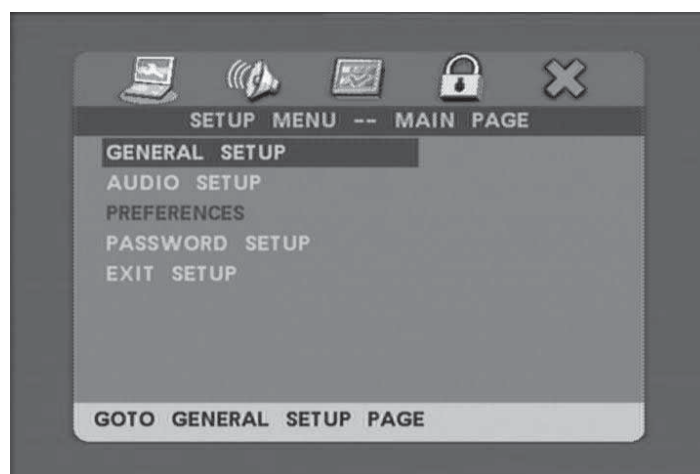 SETUP MENU -- MAIN PAGE
GENERAL SETUP
AUDIO SETUP
PREFERENCES
PASSWORD SETUP
EXIT SETUP
GOTO GENERAL SETUP PAGE